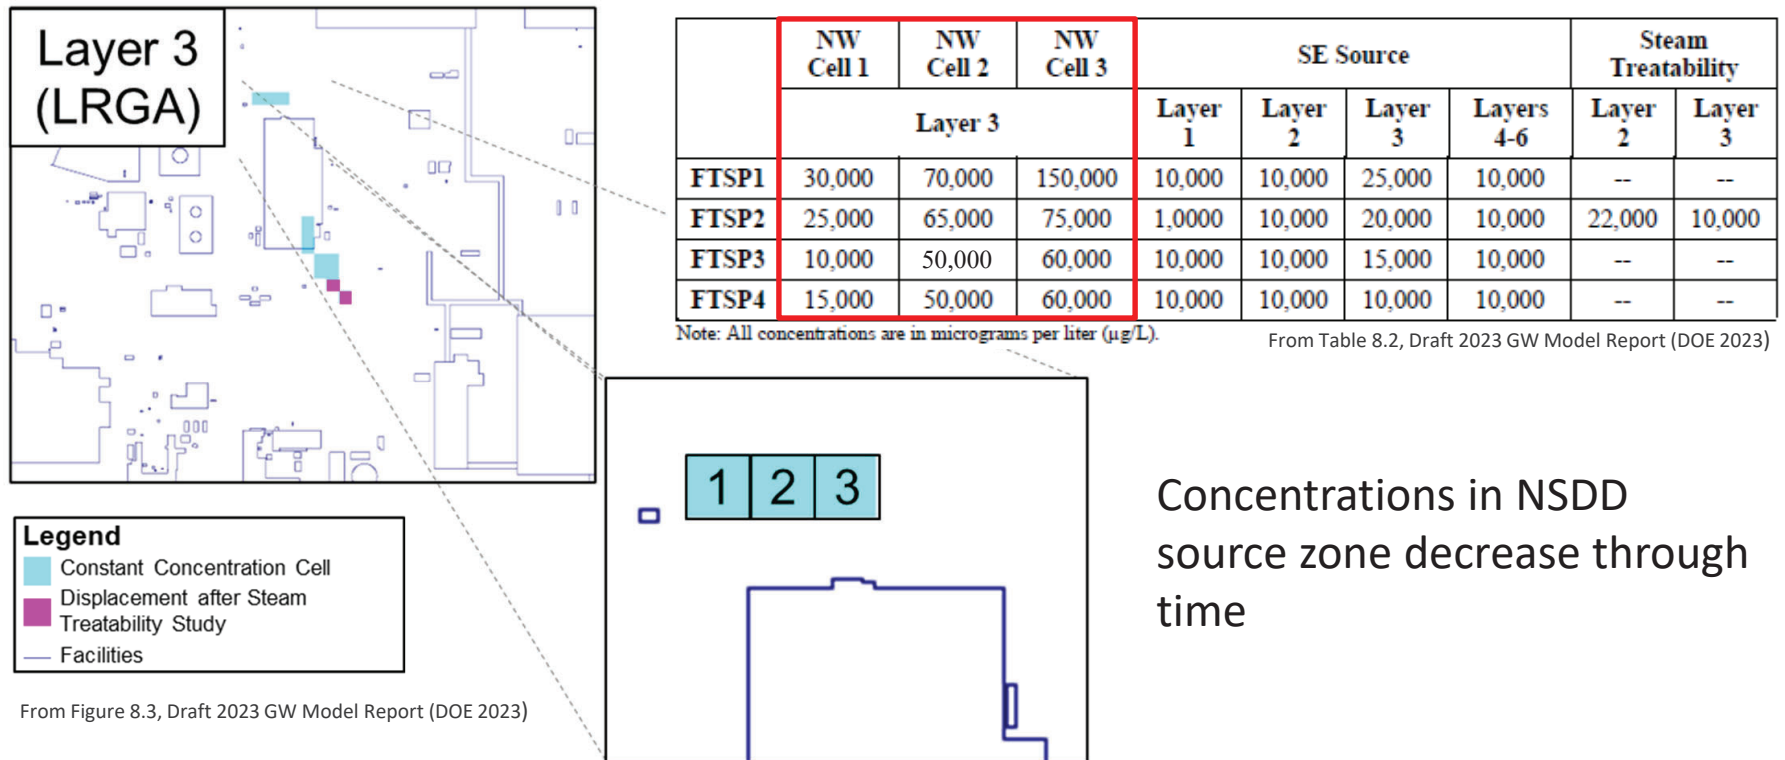 Layer 3
(LRGA)
NW Cell 1 NW Cell 2 NW Cell 3 SE Source Steam Treatability
Layer 3 Layer 1 Layer 2 Layer 3 Layers 4-6 Layer 2 Layer 3
FTSP1 30,000 70,000 150,000 10,000 10,000 25,000 10,000 -- --
FTSP2 25,000 65,000 75,000 1,0000 10,000 20,000 10,000 22,000 10,000
FTSP3 10,000 50,000 60,000 10,000 10,000 15,000 10,000 -- --
FTSP4 15,000 50,000 60,000 10,000 10,000 10,000 10,000 -- --
Note: All concentrations are in micrograms per liter (µg/L).
From Table 8.2, Draft 2023 GW Model Report (DOE 2023)
1 2 3
Concentrations in NSDD
source zone decrease through
time
Legend
Constant Concentration Cell
Displacement after Steam
Treatability Study
Facilities
From Figure 8.3, Draft 2023 GW Model Report (DOE 2023)